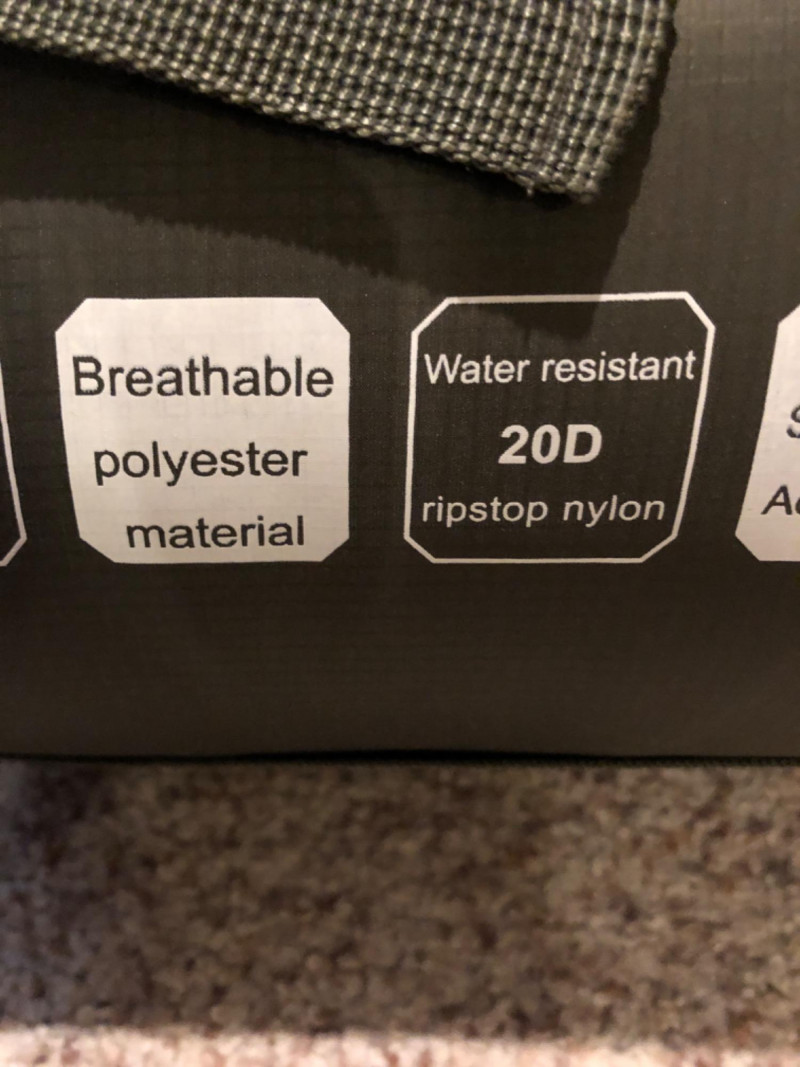 Breathable
polyester
material
Water resistant
20D
ripstop nylon